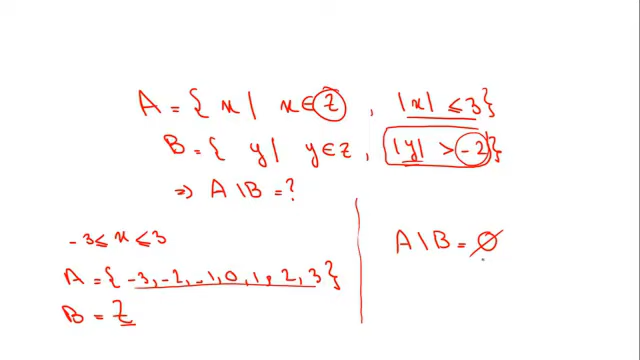 A = { x | x ∈ Z , |x| ≤ 3 }
B = { y | y ∈ Z , |y| > -2 }
⇒ A \ B = ?
-3 ≤ x ≤ 3
A = { -3, -2, -1, 0, 1, 2, 3 }
B = Z
A \ B = ∅